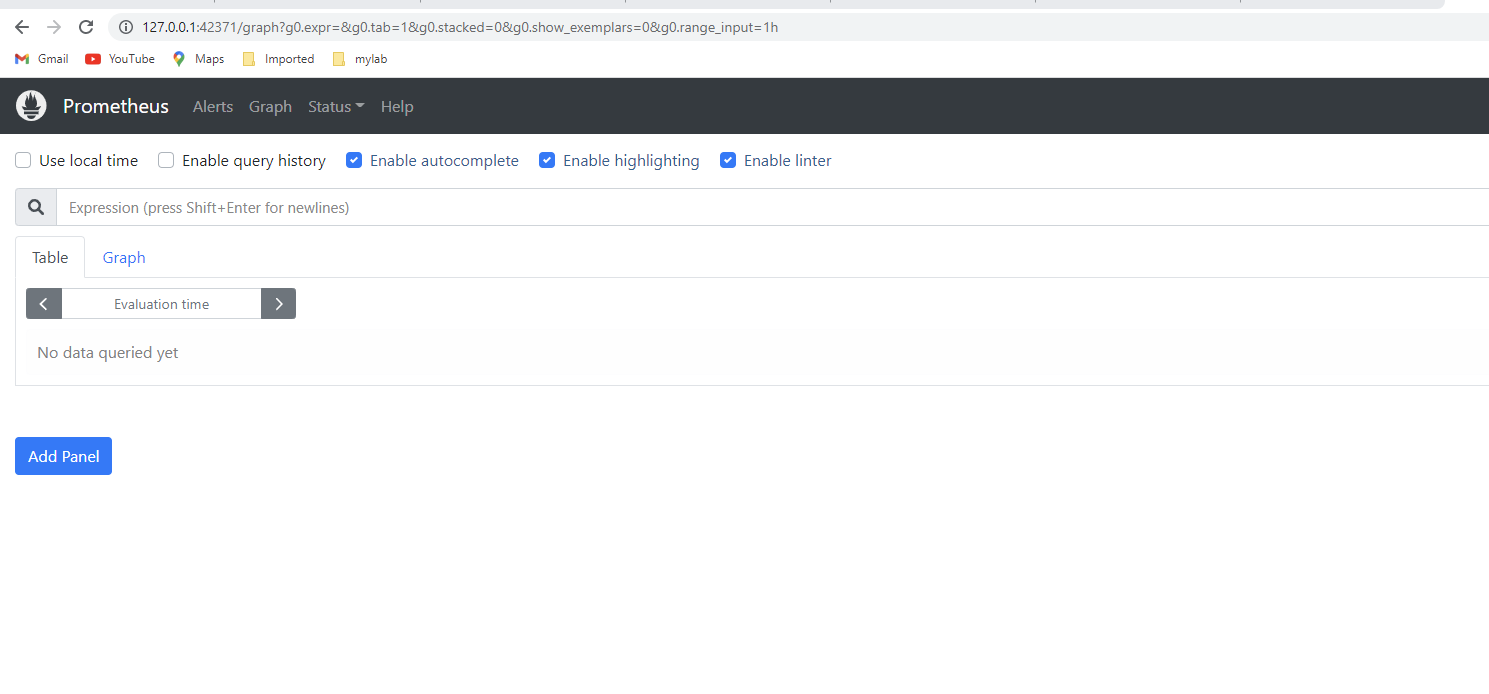 127.0.0.1:42371/graph?g0.expr=&g0.tab=1&g0.stacked=0&g0.show_exemplars=0&g0.range_input=1h
Gmail YouTube Maps Imported mylab
Prometheus Alerts Graph Status Help
Use local time Enable query history Enable autocomplete Enable highlighting Enable linter
Expression (press Shift+Enter for newlines)
Table Graph
Evaluation time
No data queried yet
Add Panel